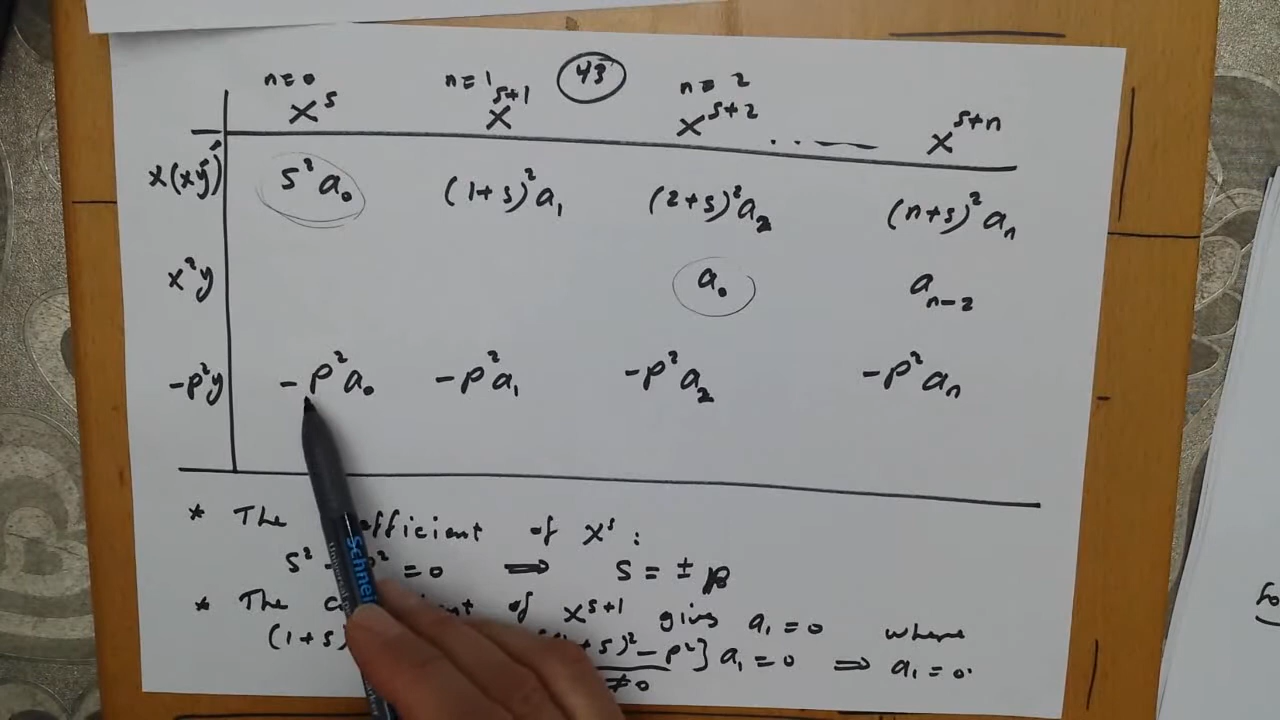 43
n=0 n=1 n=2
x^s x^{s+1} x^{s+2} ..— x^{s+n}
x(xy')' s²a₀ (1+s)²a₁ (2+s)²a₂ (n+s)²aₙ
x²y a₀ a_{n-2}
-p²y -p²a₀ -p²a₁ -p²a₂ -p²aₙ
* The of x^s :
s² = 0 ⟹ s = ± p
* The of x^{s+1} gives a₁ = 0 where
(1+s) s)² - p²] a₁ = 0 ⟹ a₁ = 0.
≠0
Schnei